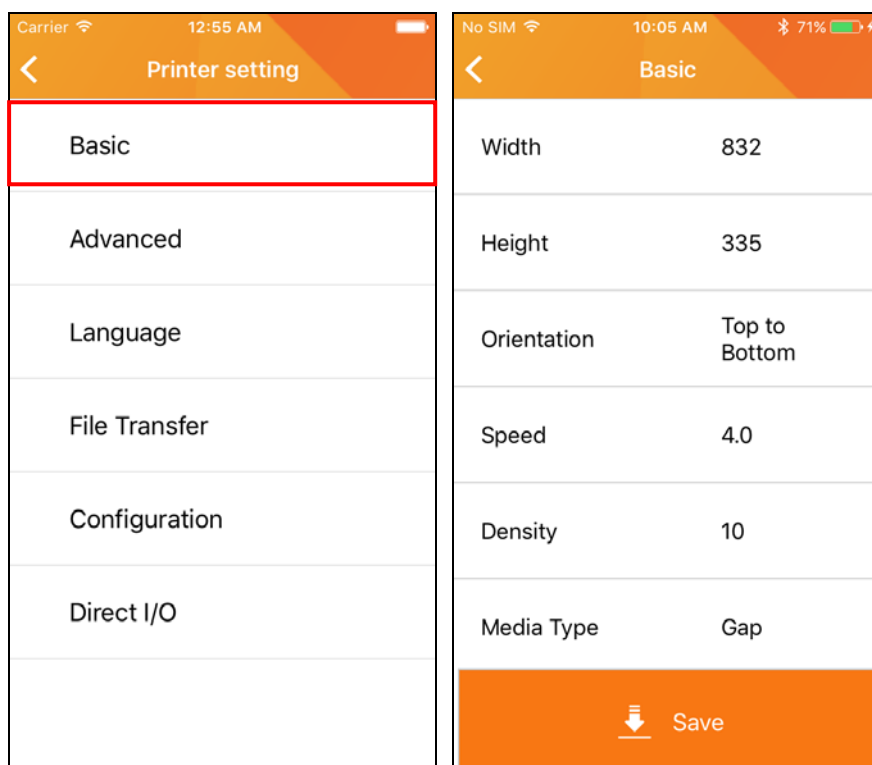 Carrier 12:55 AM
Printer setting
Basic
Advanced
Language
File Transfer
Configuration
Direct I/O
No SIM 10:05 AM 71%
Basic
Width 832
Height 335
Orientation Top to
Bottom
Speed 4.0
Density 10
Media Type Gap
Save